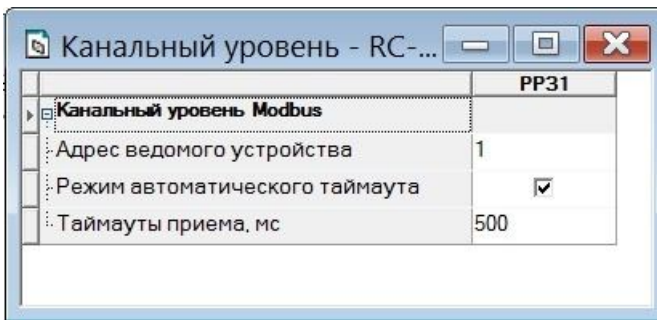 Канальный уровень - RC-...
PP31
Канальный уровень Modbus
Адрес ведомого устройства 1
Режим автоматического таймаута
Таймауты приема, мс 500